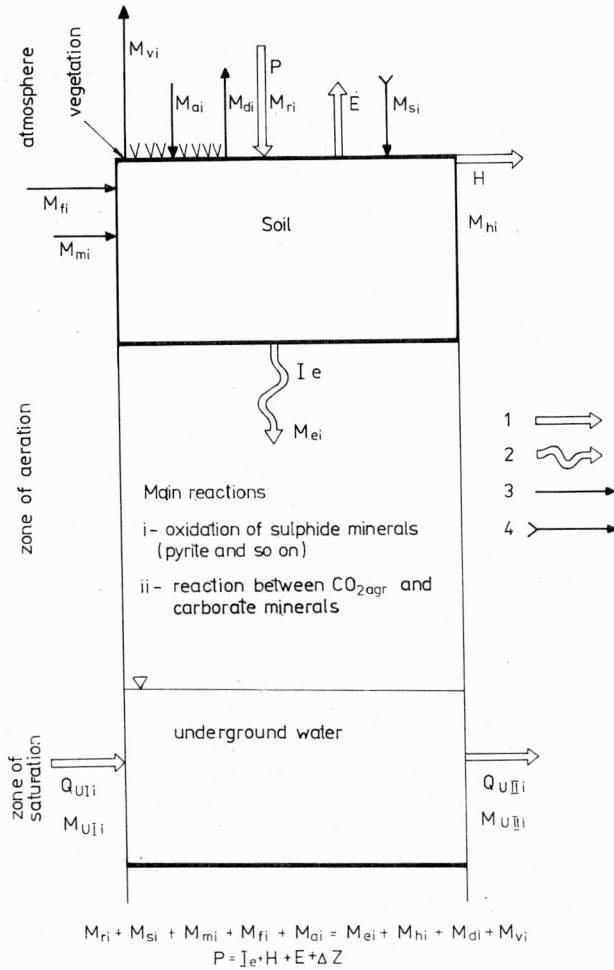 atmosphere
vegetation
M_vi
M_ai
M_di
P
M_ri
E
M_si
H
M_fi
M_mi
Soil
M_hi
I e
M_ei
zone of aeration
1
2
3
4
Main reactions
i- oxidation of sulphide minerals
(pyrite and so on)
ii- reaction between CO_2agr and
carborate minerals
underground water
zone of
saturation
Q_UIi
M_UIi
Q_UIIi
M_UIIi
M_ri + M_si + M_mi + M_fi + M_ai = M_ei + M_hi + M_di + M_vi
P = I_e + H + E + Δ Z